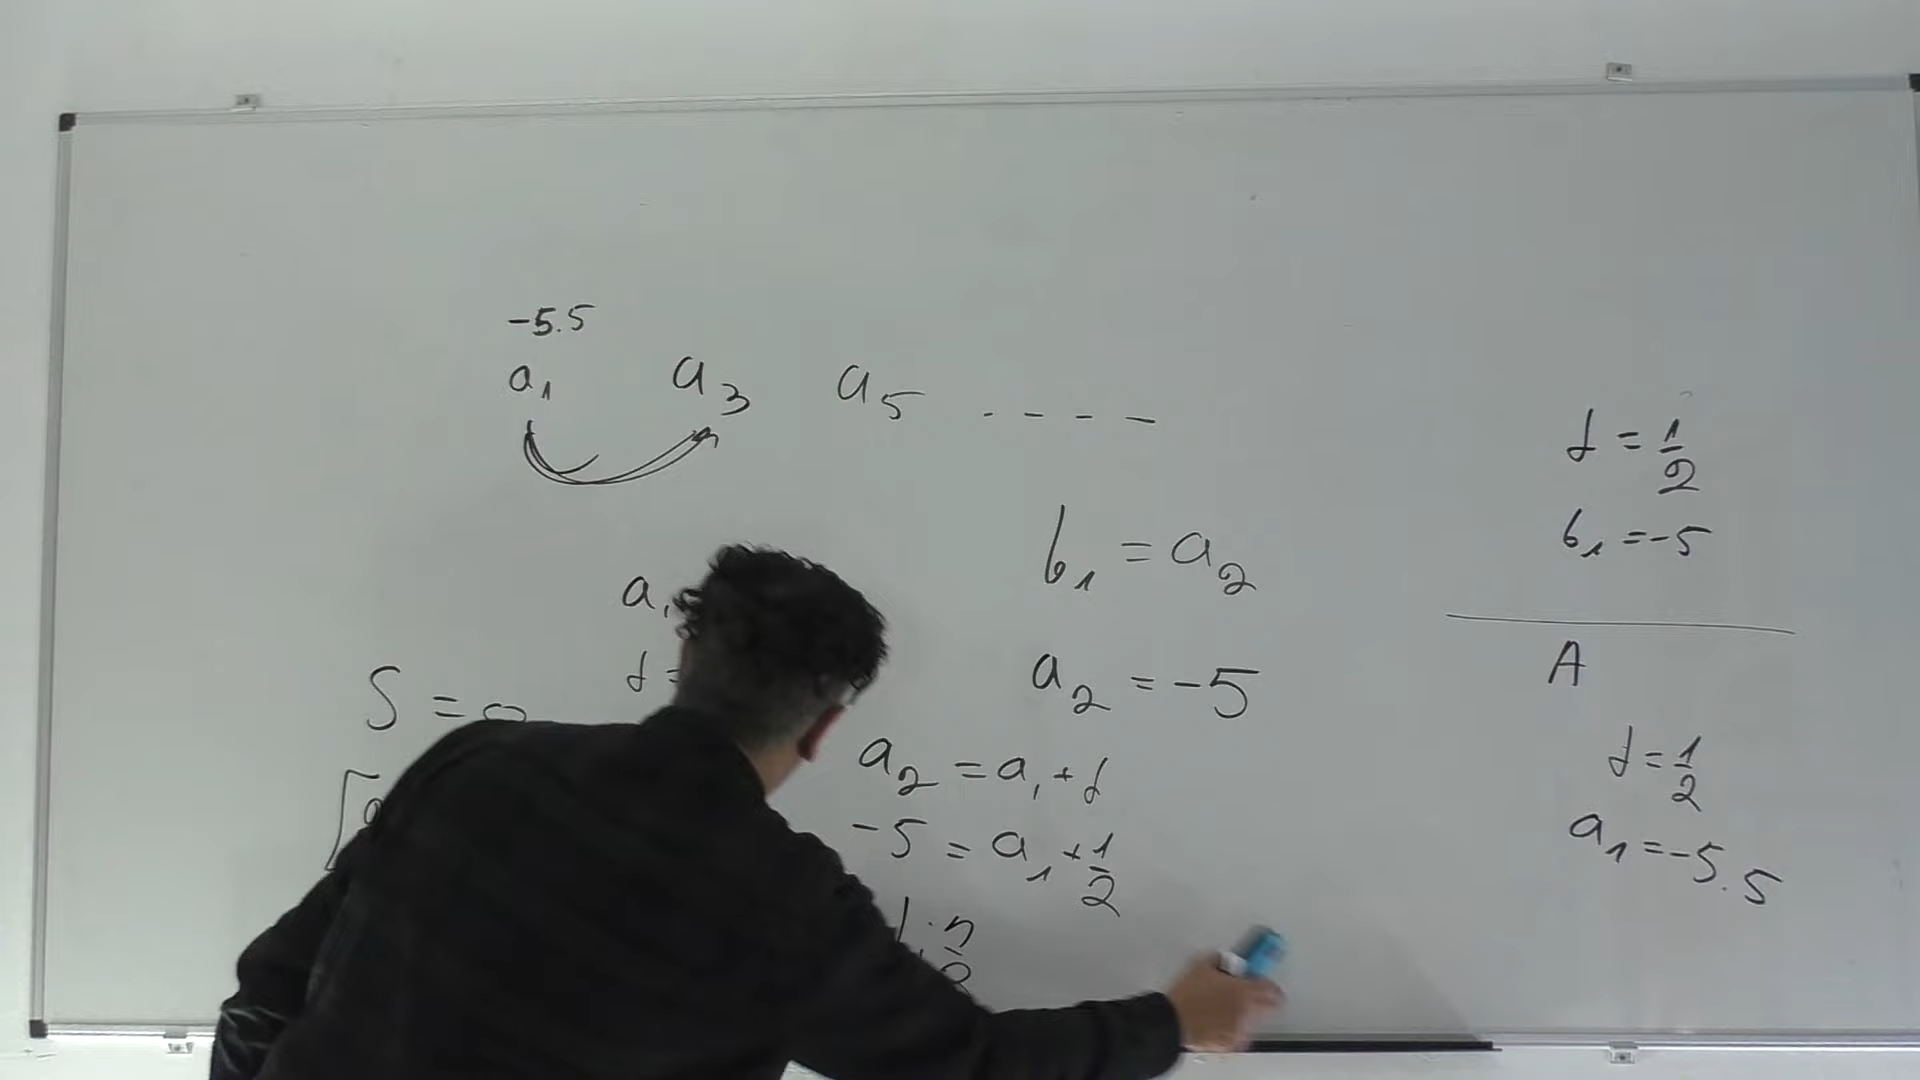 -5.5
a₁ a₃ a₅ - - - -
a₁
d =
S =
b₁ = a₂
a₂ = -5
a₂ = a₁ + d
-5 = a₁ + 1/2
n/2
d = 1/2
b₁ = -5
A
d = 1/2
a₁ = -5.5